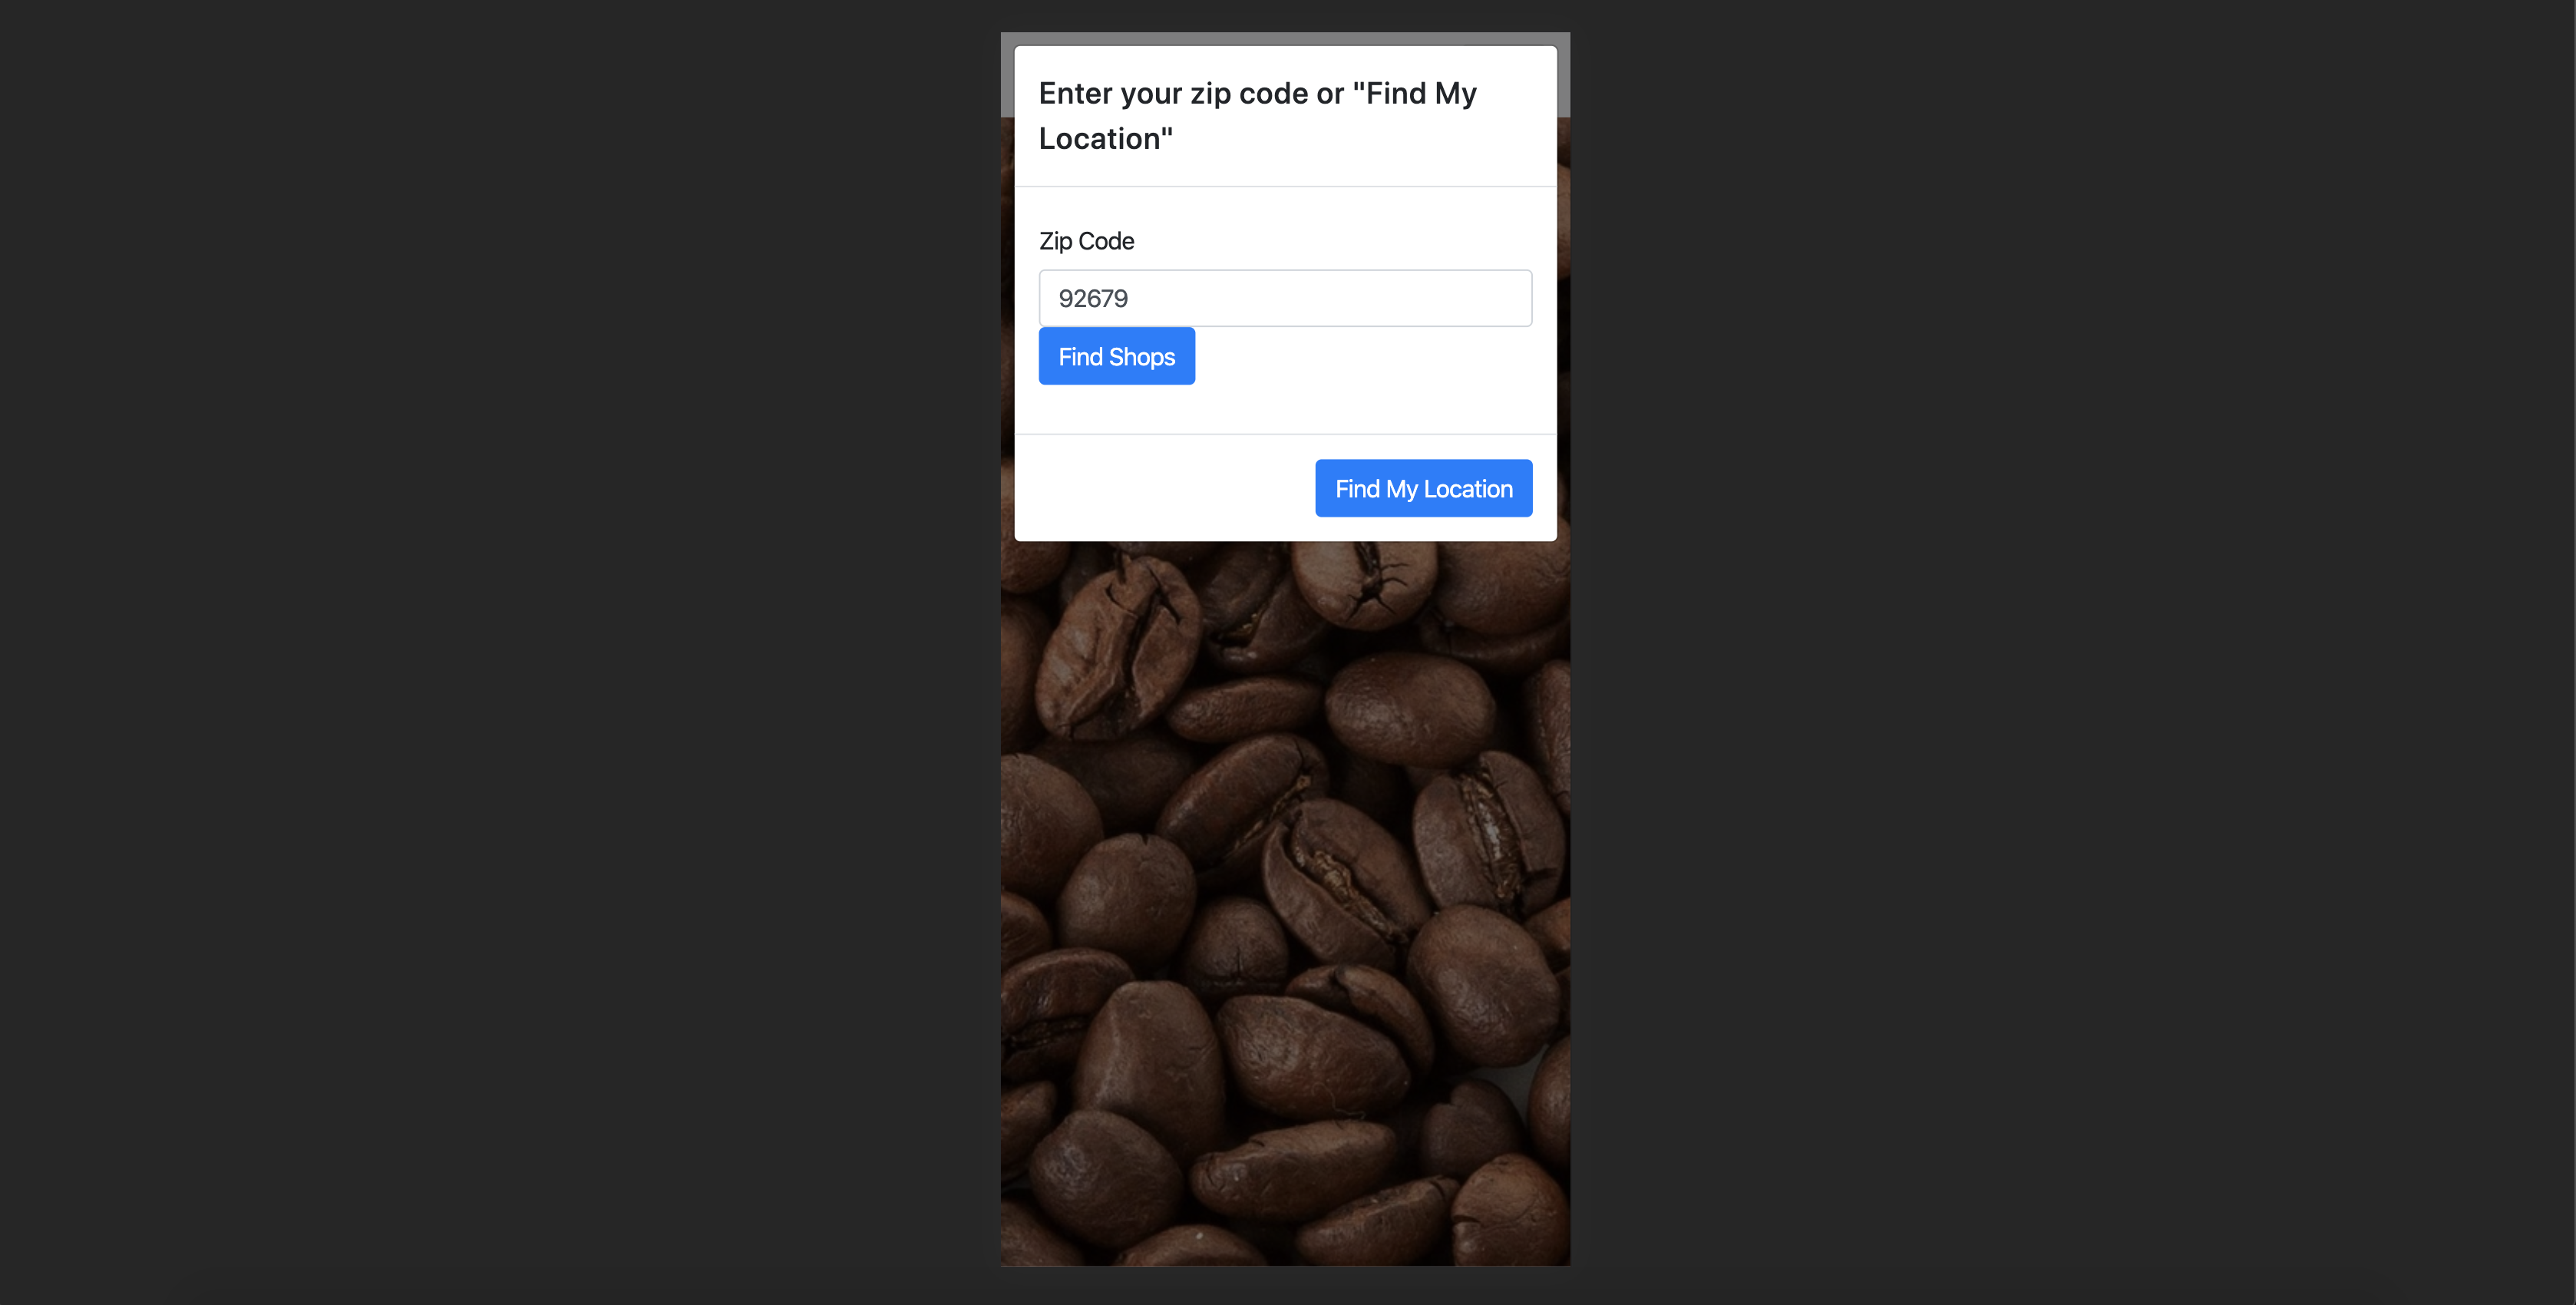 Enter your zip code or "Find My
Location"
Zip Code
92679
Find Shops
Find My Location